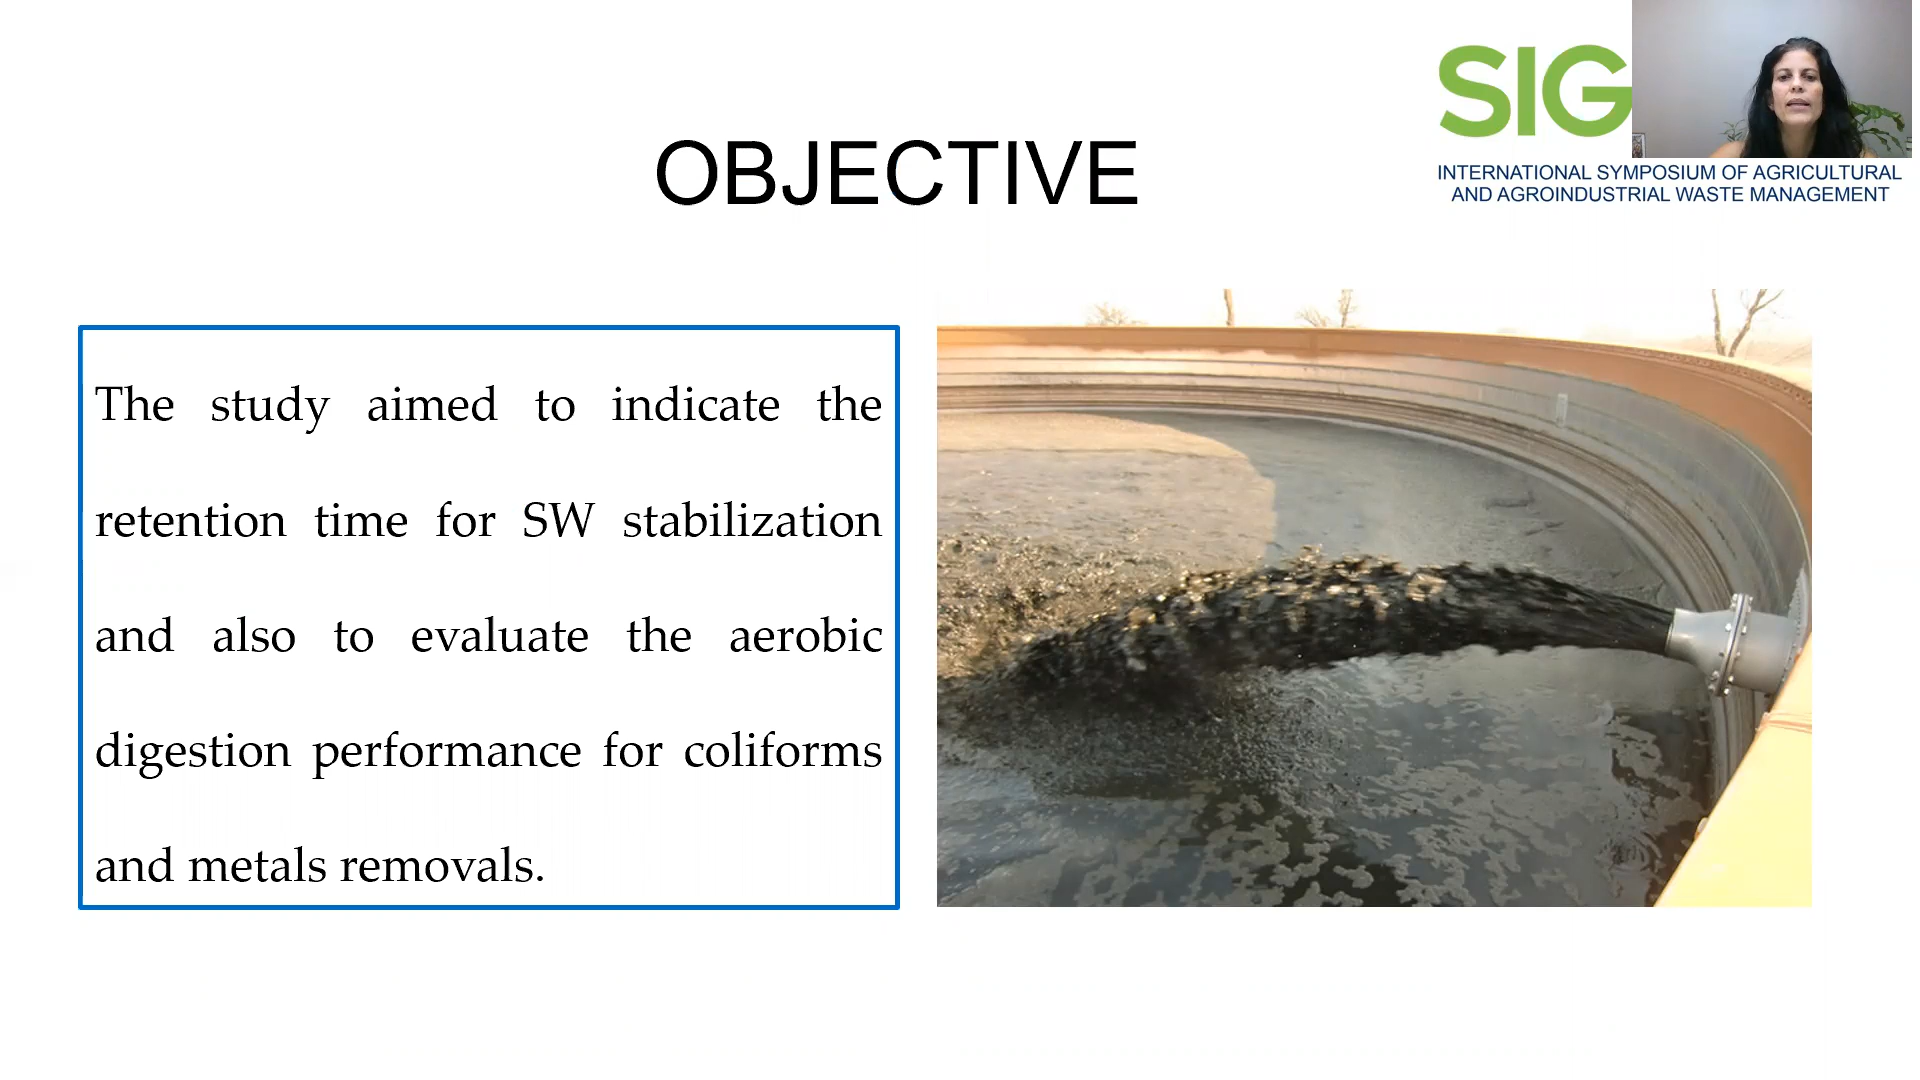 SIG
INTERNATIONAL SYMPOSIUM OF AGRICULTURAL
AND AGROINDUSTRIAL WASTE MANAGEMENT
OBJECTIVE
The study aimed to indicate the
retention time for SW stabilization
and also to evaluate the aerobic
digestion performance for coliforms
and metals removals.